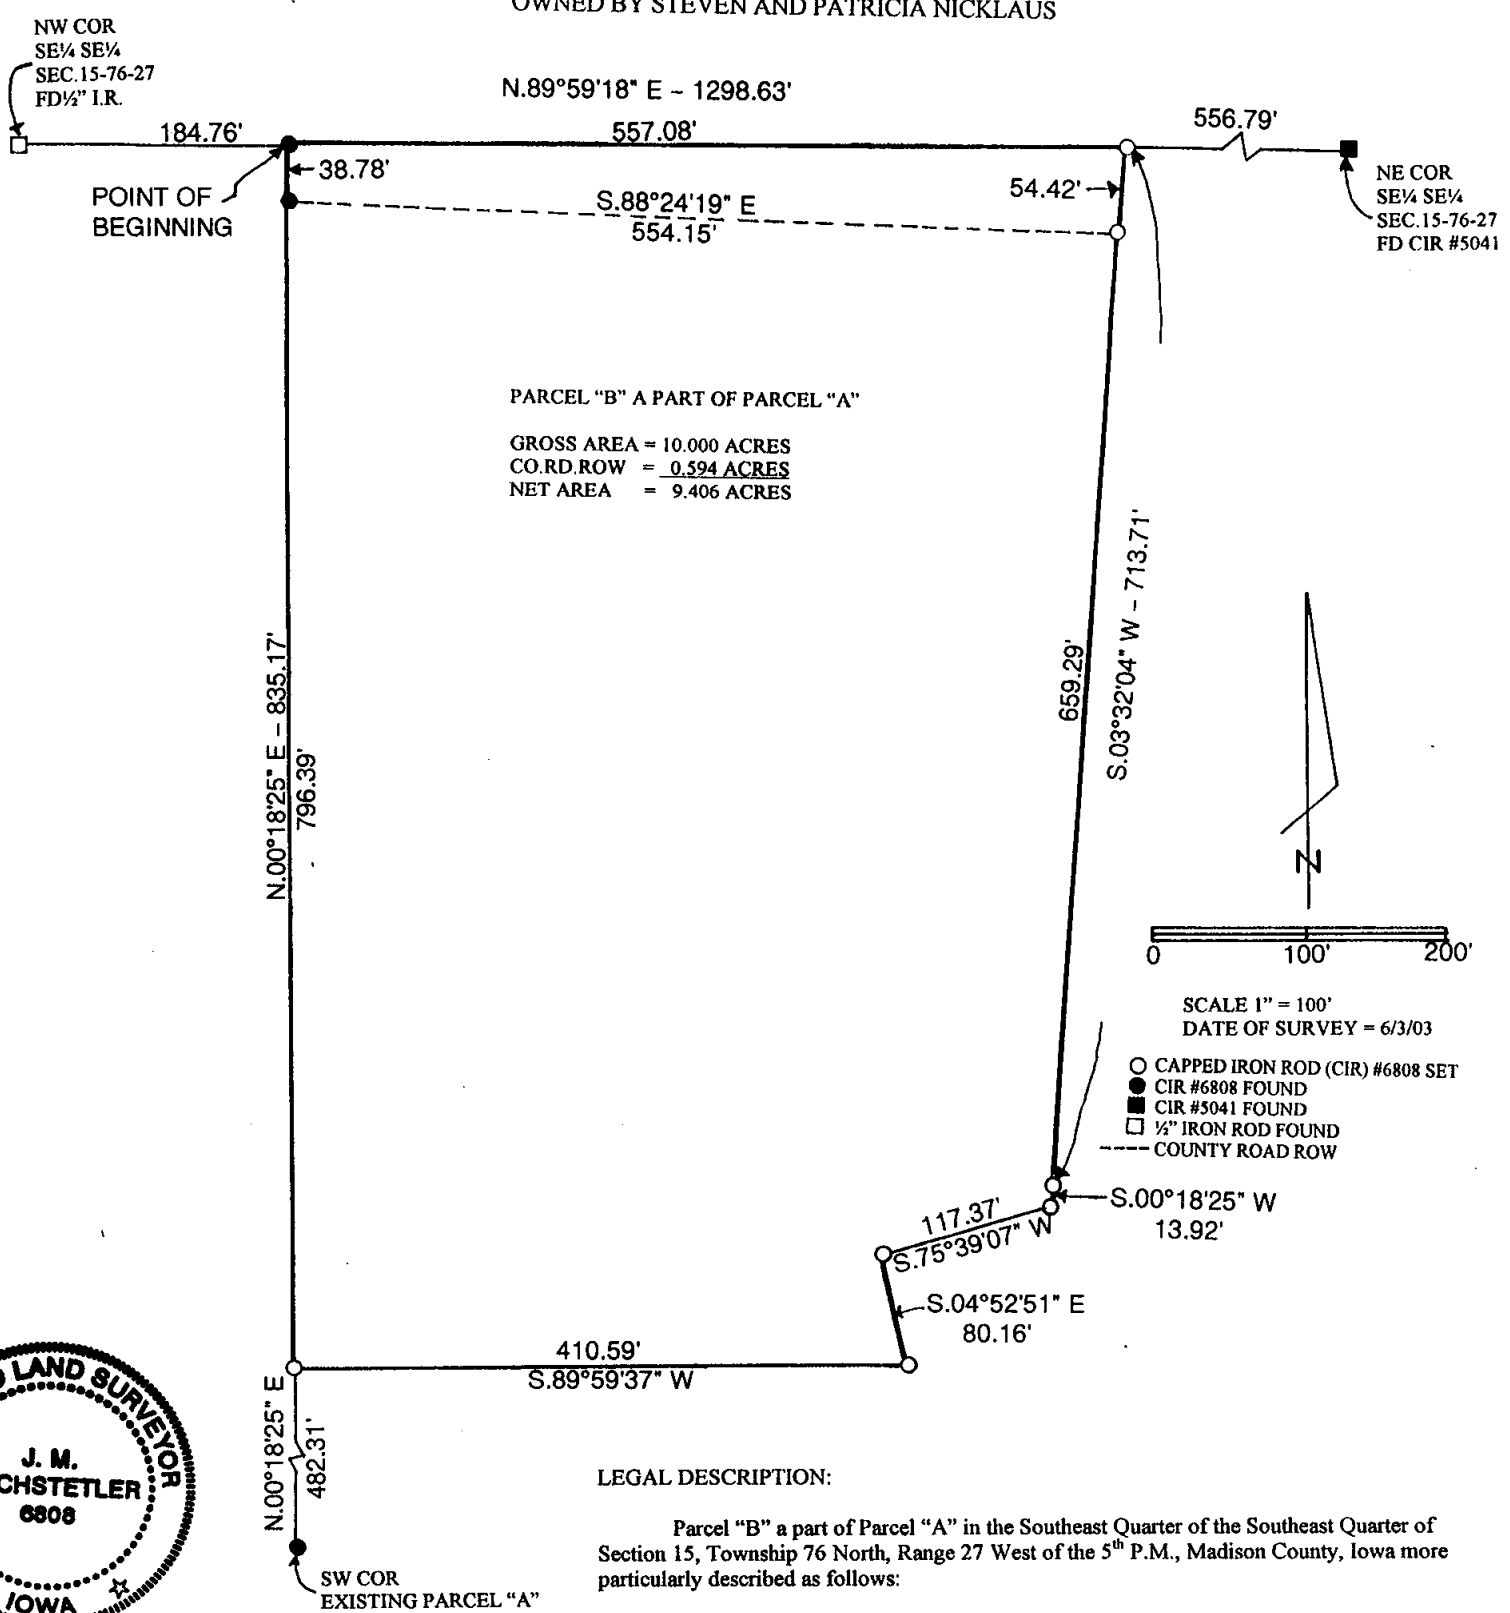 OWNED BY STEVEN AND PATRICIA NICKLAUS
NW COR
SE¼ SE¼
SEC.15-76-27
FD½" I.R.
N.89°59'18" E - 1298.63'
184.76'
557.08'
556.79'
NE COR
SE¼ SE¼
SEC.15-76-27
FD CIR #5041
POINT OF
BEGINNING
38.78'
54.42'
S.88°24'19" E
554.15'
PARCEL "B" A PART OF PARCEL "A"
GROSS AREA = 10.000 ACRES
CO.RD.ROW = 0.594 ACRES
NET AREA = 9.406 ACRES
N.00°18'25" E - 835.17'
796.39'
659.29'
S.03°32'04" W - 713.71'
N
0 100' 200'
SCALE 1" = 100'
DATE OF SURVEY = 6/3/03
CAPPED IRON ROD (CIR) #6808 SET
CIR #6808 FOUND
CIR #5041 FOUND
½" IRON ROD FOUND
COUNTY ROAD ROW
S.00°18'25" W
13.92'
117.37'
S.75°39'07" W
S.04°52'51" E
80.16'
410.59'
S.89°59'37" W
N.00°18'25" E
482.31'
SW COR
EXISTING PARCEL "A"
LAND SURVEYOR
J. M.
CHSTETLER
6808
IOWA
LEGAL DESCRIPTION:
Parcel "B" a part of Parcel "A" in the Southeast Quarter of the Southeast Quarter of
Section 15, Township 76 North, Range 27 West of the 5th P.M., Madison County, Iowa more
particularly described as follows: